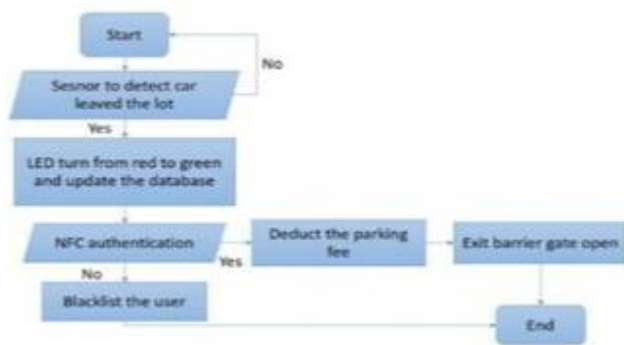 Start
No
Sesnor to detect car
leaved the lot
Yes
LED turn from red to green
and update the database
NFC authentication
Yes
Deduct the parking
fee
Exit barrier gate open
No
Blacklist the user
End